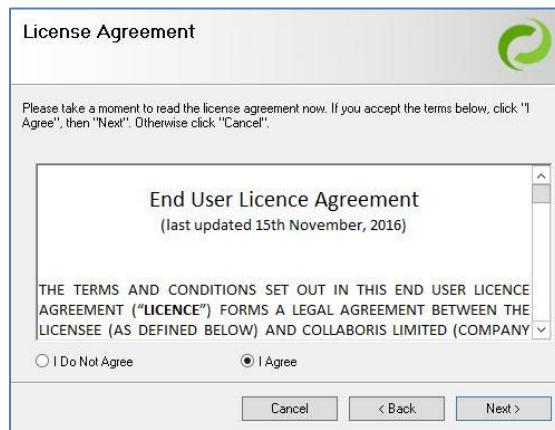 License Agreement
Please take a moment to read the license agreement now. If you accept the terms below, click "I
Agree", then "Next". Otherwise click "Cancel".
End User Licence Agreement
(last updated 15th November, 2016)
THE TERMS AND CONDITIONS SET OUT IN THIS END USER LICENCE
AGREEMENT ("LICENCE") FORMS A LEGAL AGREEMENT BETWEEN THE
LICENSEE (AS DEFINED BELOW) AND COLLABORIS LIMITED (COMPANY
I Do Not Agree
I Agree
Cancel
< Back
Next >